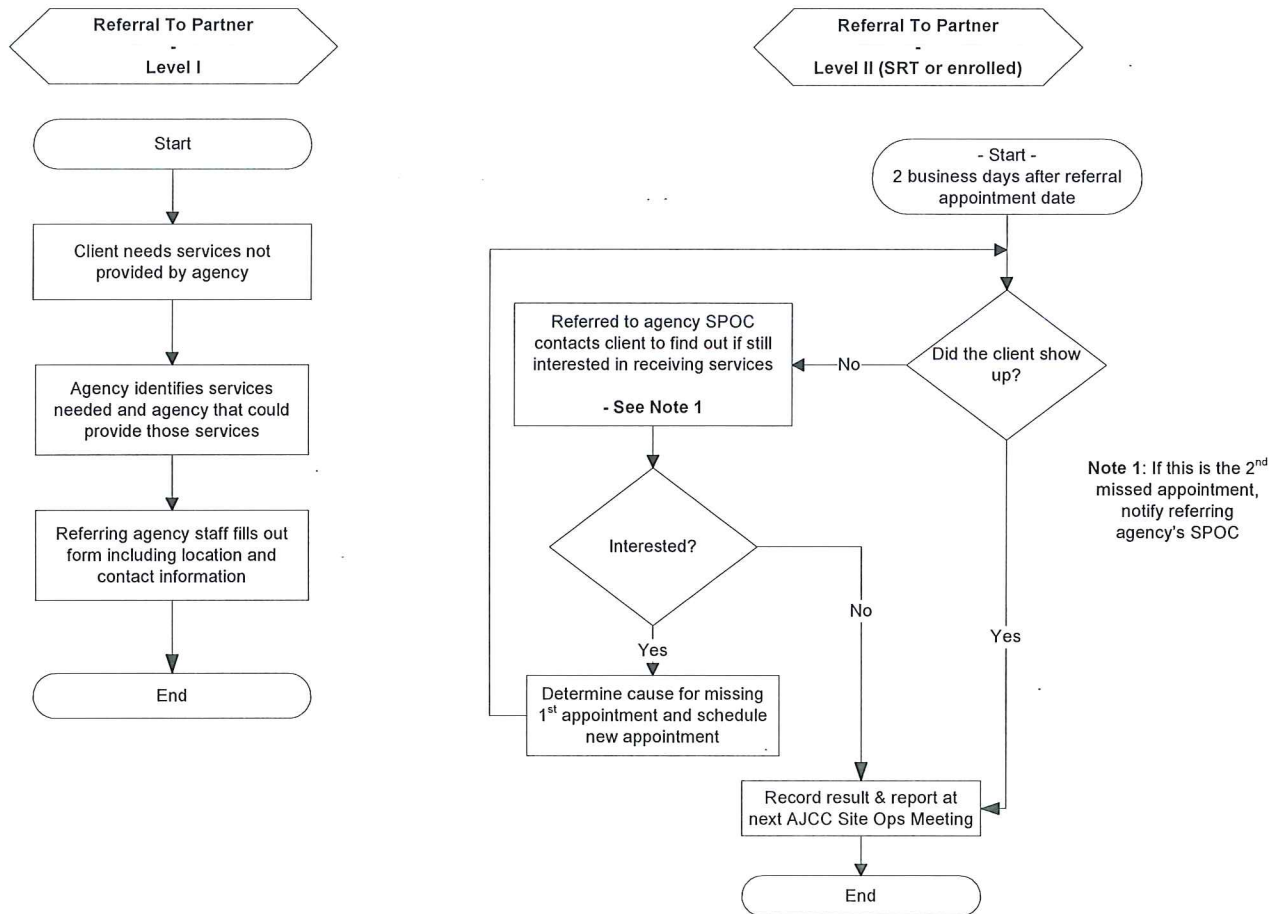 Referral To Partner
-
Level I
Start
Client needs services not
provided by agency
Agency identifies services
needed and agency that could
provide those services
Referring agency staff fills out
form including location and
contact information
End
Referral To Partner
-
Level II (SRT or enrolled)
- Start -
2 business days after referral
appointment date
Did the client show
up?
No
Referred to agency SPOC
contacts client to find out if still
interested in receiving services
- See Note 1
Interested?
No
Yes
Yes
Determine cause for missing
1st appointment and schedule
new appointment
Note 1: If this is the 2nd
missed appointment,
notify referring
agency's SPOC
Record result & report at
next AJCC Site Ops Meeting
End